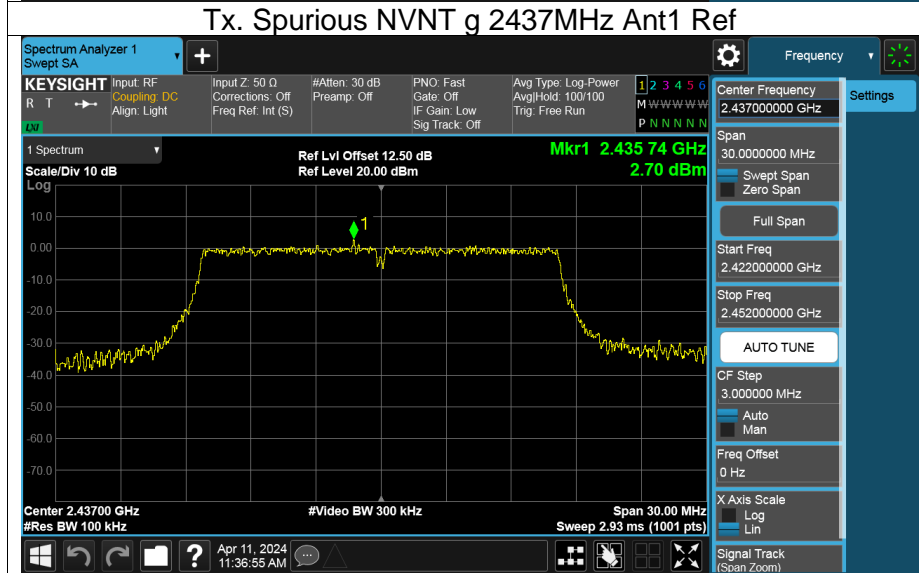 Tx. Spurious NVNT g 2437MHz Ant1 Ref
Spectrum Analyzer 1
Swept SA
Frequency
KEYSIGHT
R T
LXI
Input: RF
Coupling: DC
Align: Light
Input Z: 50 Ω
Corrections: Off
Freq Ref: Int (S)
#Atten: 30 dB
Preamp: Off
PNO: Fast
Gate: Off
IF Gain: Low
Sig Track: Off
Avg Type: Log-Power
Avg|Hold: 100/100
Trig: Free Run
1 2 3 4 5 6
M W W W W W
P N N N N N
Center Frequency
2.437000000 GHz
Settings
1 Spectrum
Scale/Div 10 dB
Ref Lvl Offset 12.50 dB
Ref Level 20.00 dBm
Mkr1 2.435 74 GHz
2.70 dBm
Span
30.0000000 MHz
Swept Span
Zero Span
Full Span
Start Freq
2.422000000 GHz
Stop Freq
2.452000000 GHz
AUTO TUNE
CF Step
3.000000 MHz
Auto
Man
Freq Offset
0 Hz
X Axis Scale
Log
Lin
Signal Track
(Span Zoom)
Log
10.0
0.00
-10.0
-20.0
-30.0
-40.0
-50.0
-60.0
-70.0
1
Center 2.43700 GHz
#Res BW 100 kHz
#Video BW 300 kHz
Span 30.00 MHz
Sweep 2.93 ms (1001 pts)
Apr 11, 2024
11:36:55 AM